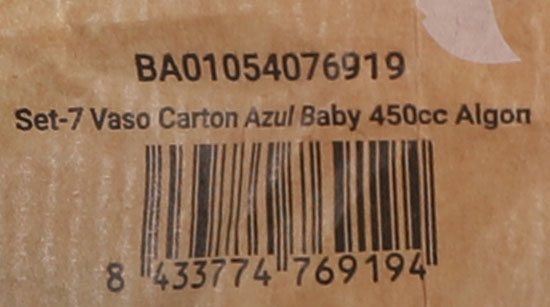 BA01054076919
Set-7 Vaso Carton Azul Baby 450cc Algon
8 433774 769194